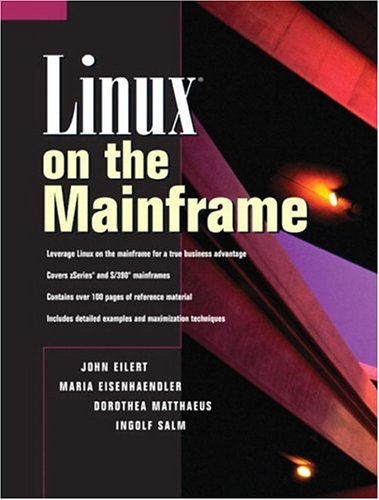 Linux®
on the
Mainframe
Leverage Linux on the mainframe for a true business advantage
Covers zSeries® and S/390® mainframes
Contains over 100 pages of reference material
Includes detailed examples and maximization techniques
JOHN EILERT
MARIA EISENHAENDLER
DOROTHEA MATTHAEUS
INGOLF SALM